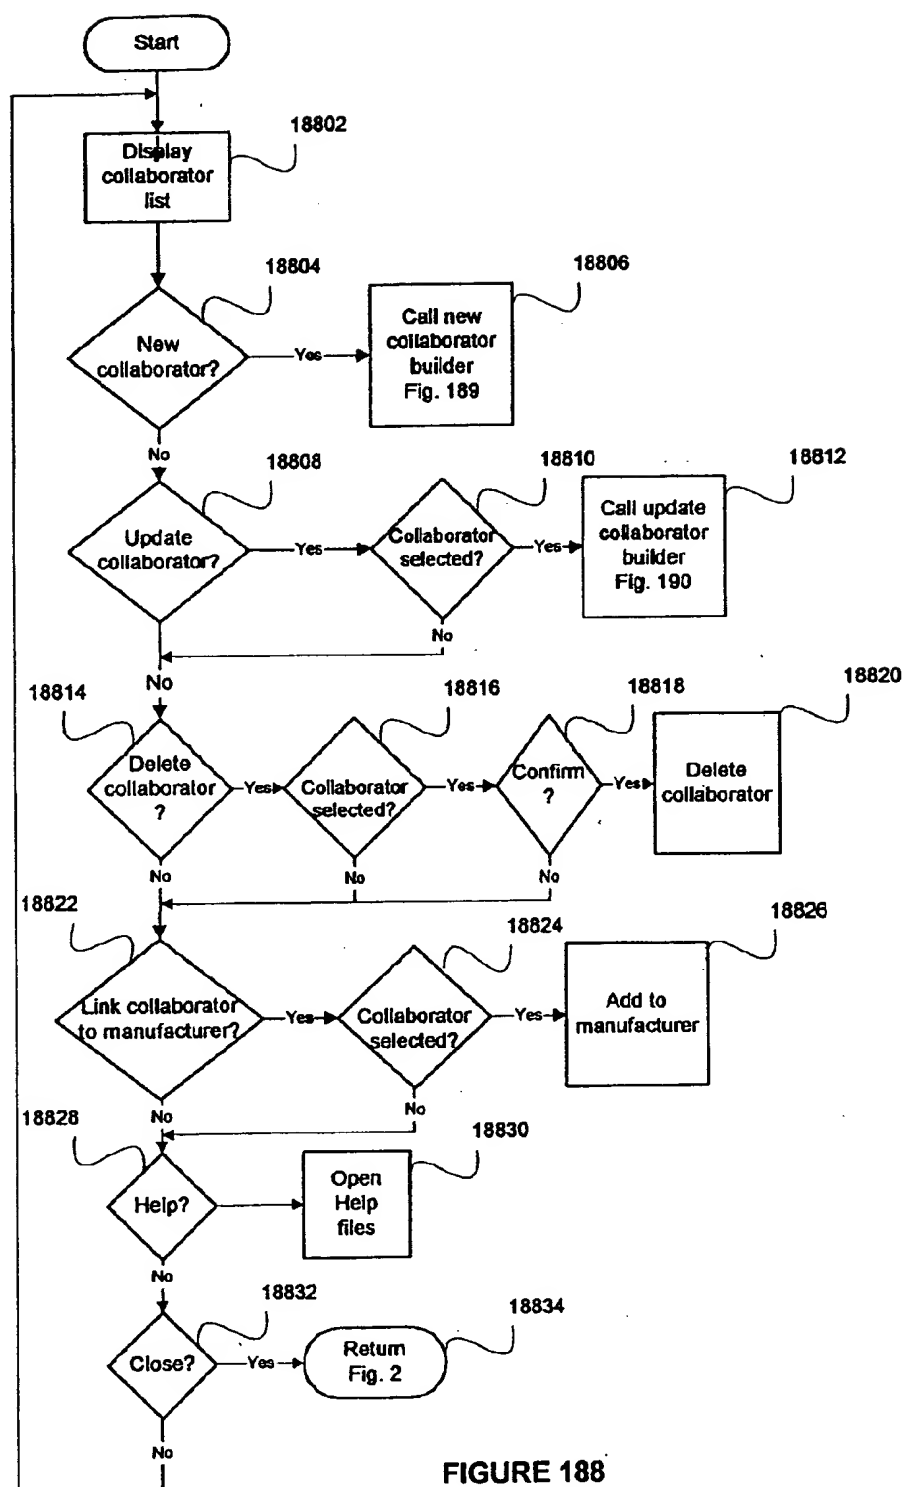 Start
18802
Display
collaborator
list
18804
18806
New
collaborator?
Yes
Call new
collaborator
builder
Fig. 189
No
18808
18810
18812
Update
collaborator?
Yes
Collaborator
selected?
Yes
Call update
collaborator
builder
Fig. 190
No
No
18814
18816
18818
18820
Delete
collaborator
?
Yes
Collaborator
selected?
Yes
Confirm
?
Yes
Delete
collaborator
No
No
No
18822
18824
18826
Link collaborator
to manufacturer?
Yes
Collaborator
selected?
Yes
Add to
manufacturer
No
No
18828
18830
Help?
Open
Help
files
No
18832
18834
Close?
Yes
Return
Fig. 2
No
FIGURE 188